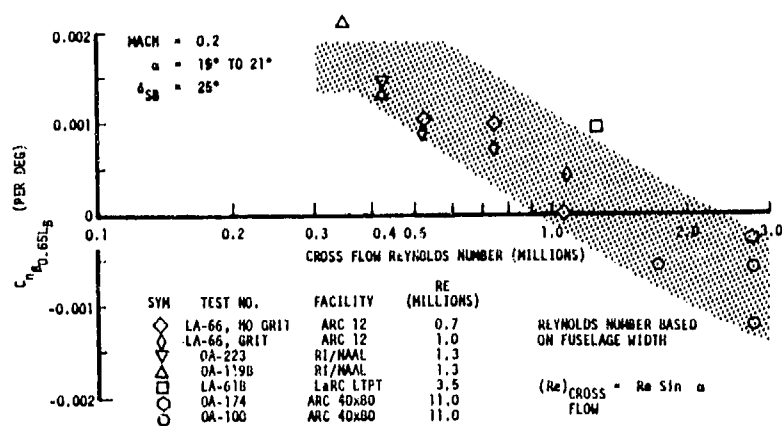 0.002
MACH = 0.2
α = 19° TO 21°
δSB = 25°
0.001
(PER DEG)
0
Cnβ0.65LB
0.1 0.2 0.3 0.4 0.5 1.0 2.0 3.0
CROSS FLOW REYNOLDS NUMBER (MILLIONS)
-0.001
-0.002
SYM TEST NO. FACILITY RE (MILLIONS)
LA-66, NO GRIT ARC 12 0.7
LA-66, GRIT ARC 12 1.0
OA-223 RI/NAAL 1.3
OA-119B RI/NAAL 1.3
LA-61B LaRC LTPT 3.5
OA-174 ARC 40x80 11.0
OA-100 ARC 40x80 11.0
REYNOLDS NUMBER BASED
ON FUSELAGE WIDTH
(Re)CROSS FLOW = Re Sin α